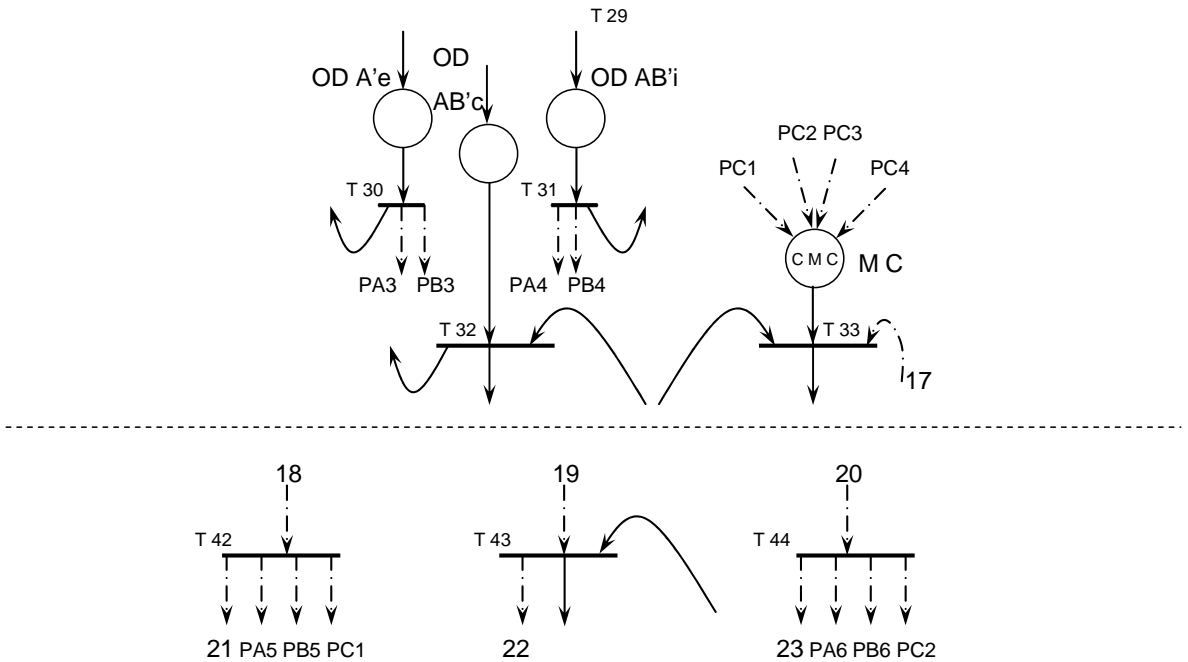 T 29
OD
OD A'e
OD AB'i
AB'c
PC2 PC3
PC1
PC4
T 30
T 31
C M C
M C
PA3
PB3
PA4
PB4
T 32
T 33
17
18
19
20
T 42
T 43
T 44
21 PA5 PB5 PC1
22
23 PA6 PB6 PC2